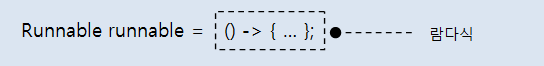 Runnable runnable = () -> { ... }; 람다식